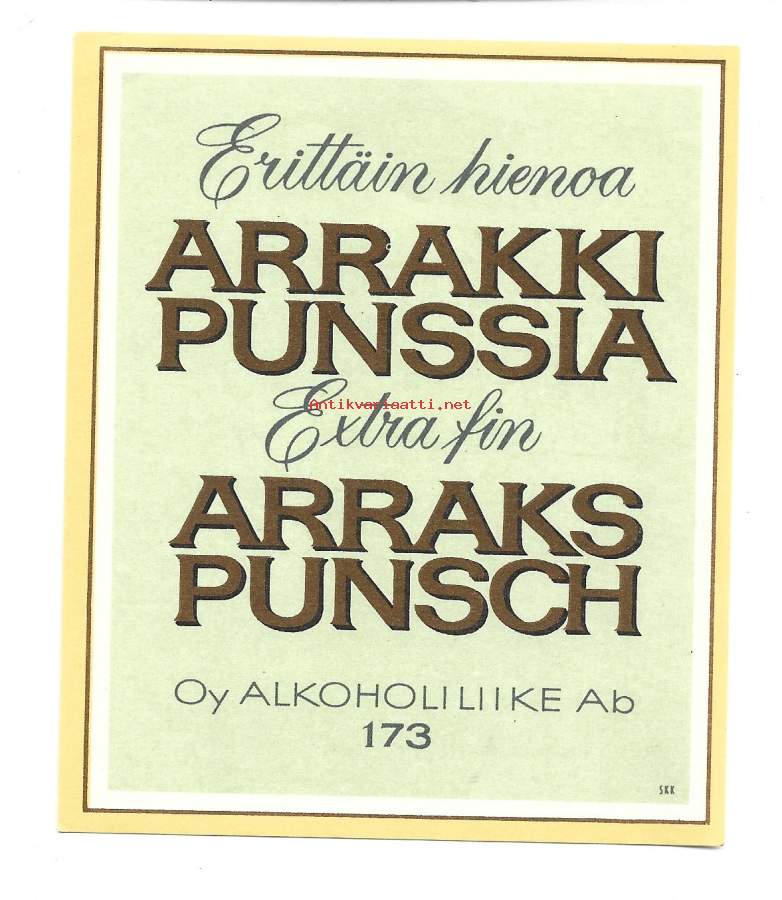 Erittäin hienoa
ARRAKKI
PUNSSIA
Antikvariaatti.net
Extra fin
ARRAKS
PUNSCH
Oy ALKOHOLILIIKE Ab
173
SKK